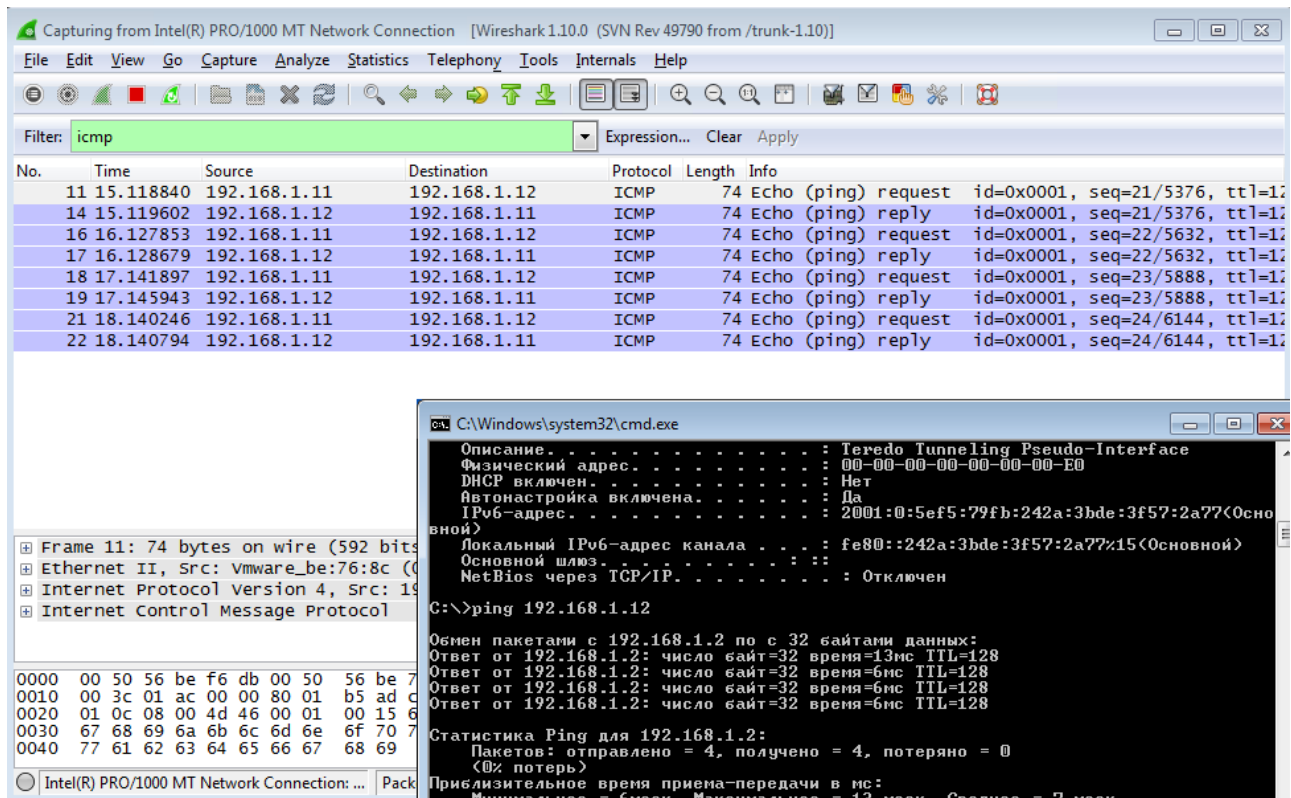 Capturing from Intel(R) PRO/1000 MT Network Connection [Wireshark 1.10.0 (SVN Rev 49790 from /trunk-1.10)]
File Edit View Go Capture Analyze Statistics Telephony Tools Internals Help
Filter: icmp Expression... Clear Apply
No. Time Source Destination Protocol Length Info
11 15.118840 192.168.1.11 192.168.1.12 ICMP 74 Echo (ping) request id=0x0001, seq=21/5376, ttl=12
14 15.119602 192.168.1.12 192.168.1.11 ICMP 74 Echo (ping) reply id=0x0001, seq=21/5376, ttl=12
16 16.127853 192.168.1.11 192.168.1.12 ICMP 74 Echo (ping) request id=0x0001, seq=22/5632, ttl=12
17 16.128679 192.168.1.12 192.168.1.11 ICMP 74 Echo (ping) reply id=0x0001, seq=22/5632, ttl=12
18 17.141897 192.168.1.11 192.168.1.12 ICMP 74 Echo (ping) request id=0x0001, seq=23/5888, ttl=12
19 17.145943 192.168.1.12 192.168.1.11 ICMP 74 Echo (ping) reply id=0x0001, seq=23/5888, ttl=12
21 18.140246 192.168.1.11 192.168.1.12 ICMP 74 Echo (ping) request id=0x0001, seq=24/6144, ttl=12
22 18.140794 192.168.1.12 192.168.1.11 ICMP 74 Echo (ping) reply id=0x0001, seq=24/6144, ttl=12
Frame 11: 74 bytes on wire (592 bits
Ethernet II, Src: Vmware_be:76:8c (
Internet Protocol Version 4, Src: 19
Internet Control Message Protocol
0000 00 50 56 be f6 db 00 50 56 be 7
0010 00 3c 01 ac 00 00 80 01 b5 ad c
0020 01 0c 08 00 4d 46 00 01 00 15 6
0030 67 68 69 6a 6b 6c 6d 6e 6f 70 7
0040 77 61 62 63 64 65 66 67 68 69
Intel(R) PRO/1000 MT Network Connection: ... Pack
C:\Windows\system32\cmd.exe
Описание. . . . . . . . . . . . . : Teredo Tunneling Pseudo-Interface
Физический адрес. . . . . . . . . : 00-00-00-00-00-00-00-E0
DHCP включен. . . . . . . . . . . : Нет
Автонастройка включена. . . . . . : Да
IPv6-адрес. . . . . . . . . . . . : 2001:0:5ef5:79fb:242a:3bde:3f57:2a77(Осно
вной)
Локальный IPv6-адрес канала . . . : fe80::242a:3bde:3f57:2a77%15(Основной)
Основной шлюз. . . . . . . . . : ::
NetBios через TCP/IP. . . . . . . . : Отключен
C:\>ping 192.168.1.12
Обмен пакетами с 192.168.1.2 по с 32 байтами данных:
Ответ от 192.168.1.2: число байт=32 время=13мс TTL=128
Ответ от 192.168.1.2: число байт=32 время=6мс TTL=128
Ответ от 192.168.1.2: число байт=32 время=6мс TTL=128
Ответ от 192.168.1.2: число байт=32 время=6мс TTL=128
Статистика Ping для 192.168.1.2:
Пакетов: отправлено = 4, получено = 4, потеряно = 0
(0% потерь)
Приблизительное время приема-передачи в мс: